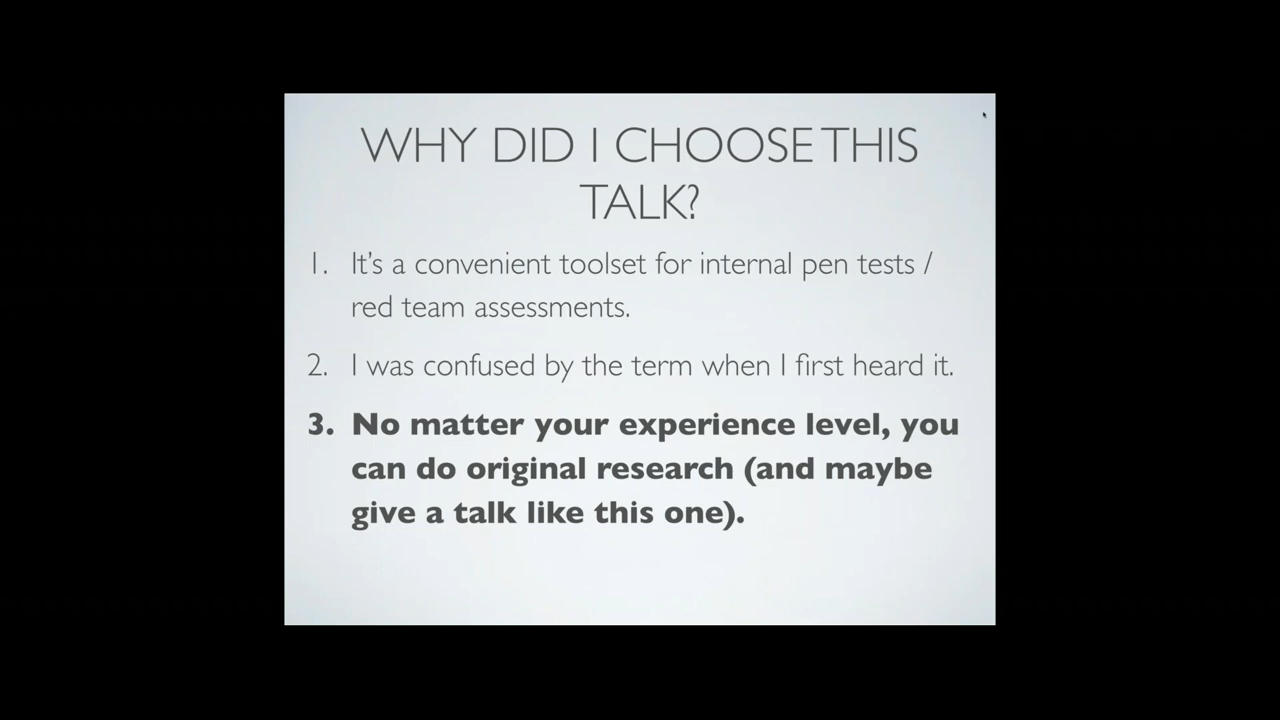 WHY DID I CHOOSE THIS
TALK?
1. It's a convenient toolset for internal pen tests /
red team assessments.
2. I was confused by the term when I first heard it.
3. No matter your experience level, you
can do original research (and maybe
give a talk like this one).